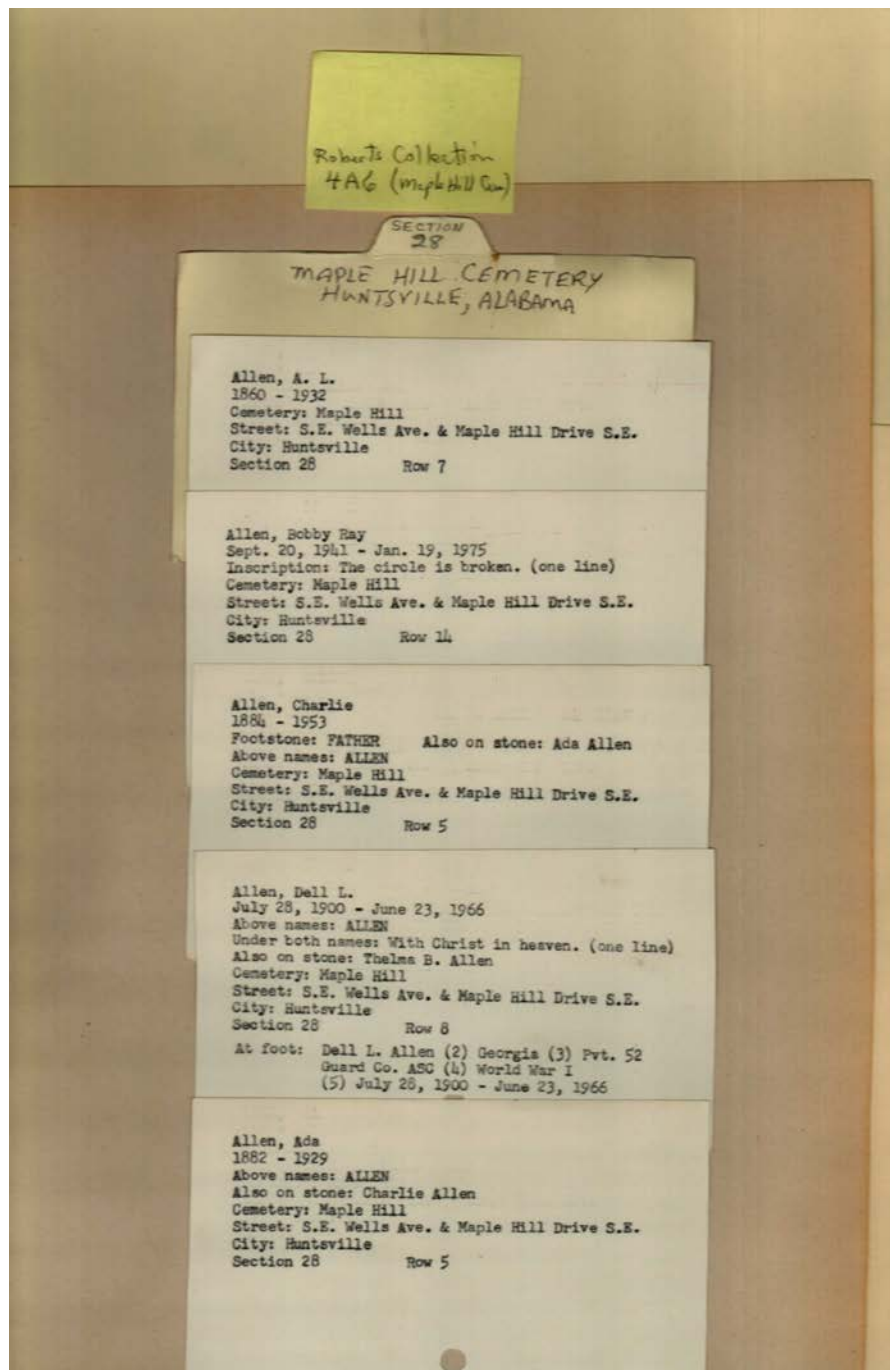 Roberts Collection
4A6 (Maple Hill Cem)
SECTION
28
MAPLE HILL CEMETERY
HUNTSVILLE, ALABAMA
Allen, A. L.
1860 - 1932
Cemetery: Maple Hill
Street: S.E. Wells Ave. & Maple Hill Drive S.E.
City: Huntsville
Section 28 Row 7
Allen, Bobby Ray
Sept. 20, 1941 - Jan. 19, 1975
Inscription: The circle is broken. (one line)
Cemetery: Maple Hill
Street: S.E. Wells Ave. & Maple Hill Drive S.E.
City: Huntsville
Section 28 Row 14
Allen, Charlie
1884 - 1953
Footstone: FATHER Also on stone: Ada Allen
Above names: ALLEN
Cemetery: Maple Hill
Street: S.E. Wells Ave. & Maple Hill Drive S.E.
City: Huntsville
Section 28 Row 5
Allen, Dell L.
July 28, 1900 - June 23, 1966
Above names: ALLEN
Under both names: With Christ in heaven. (one line)
Also on stone: Thelma B. Allen
Cemetery: Maple Hill
Street: S.E. Wells Ave. & Maple Hill Drive S.E.
City: Huntsville
Section 28 Row 8
At foot: Dell L. Allen (2) Georgia (3) Pvt. 52
Guard Co. ASC (4) World War I
(5) July 28, 1900 - June 23, 1966
Allen, Ada
1882 - 1929
Above names: ALLEN
Also on stone: Charlie Allen
Cemetery: Maple Hill
Street: S.E. Wells Ave. & Maple Hill Drive S.E.
City: Huntsville
Section 28 Row 5